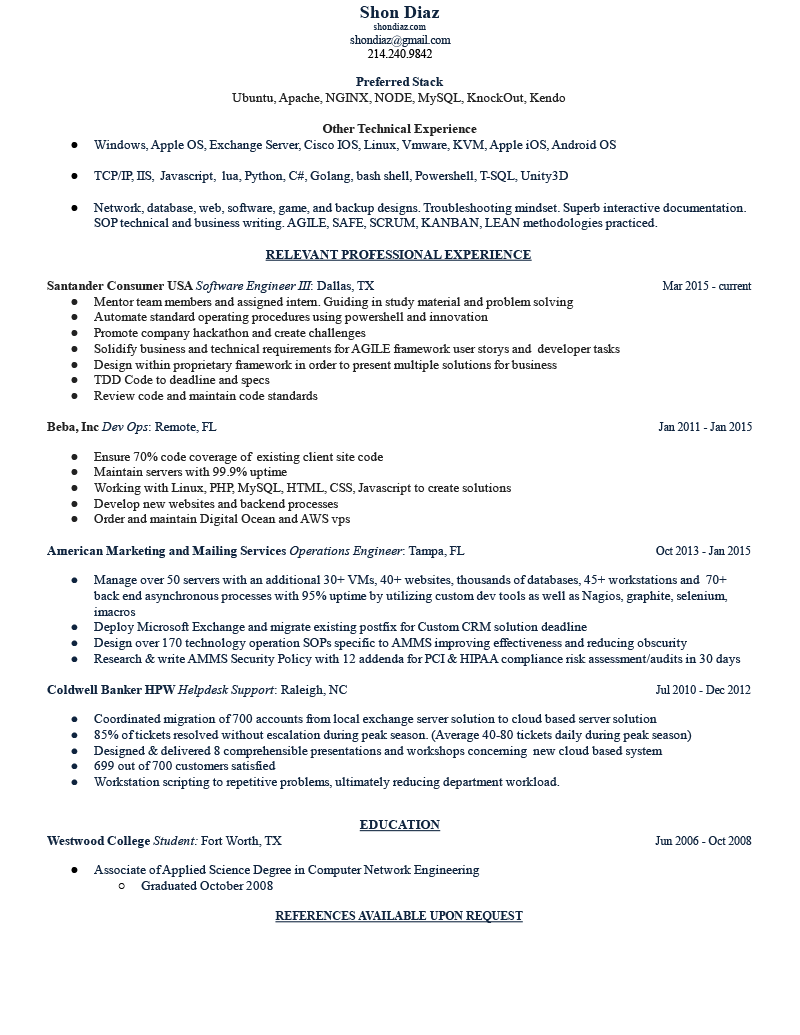 Shon Diaz
shondiaz.com
shondiaz@gmail.com
214.240.9842
Preferred Stack
Ubuntu, Apache, NGINX, NODE, MySQL, KnockOut, Kendo
Other Technical Experience
● Windows, Apple OS, Exchange Server, Cisco IOS, Linux, Vmware, KVM, Apple iOS, Android OS
● TCP/IP, IIS, Javascript, lua, Python, C#, Golang, bash shell, Powershell, T-SQL, Unity3D
● Network, database, web, software, game, and backup designs. Troubleshooting mindset. Superb interactive documentation.
SOP technical and business writing. AGILE, SAFE, SCRUM, KANBAN, LEAN methodologies practiced.
RELEVANT PROFESSIONAL EXPERIENCE
Santander Consumer USA Software Engineer III: Dallas, TX Mar 2015 - current
● Mentor team members and assigned intern. Guiding in study material and problem solving
● Automate standard operating procedures using powershell and innovation
● Promote company hackathon and create challenges
● Solidify business and technical requirements for AGILE framework user storys and developer tasks
● Design within proprietary framework in order to present multiple solutions for business
● TDD Code to deadline and specs
● Review code and maintain code standards
Beba, Inc Dev Ops: Remote, FL Jan 2011 - Jan 2015
● Ensure 70% code coverage of existing client site code
● Maintain servers with 99.9% uptime
● Working with Linux, PHP, MySQL, HTML, CSS, Javascript to create solutions
● Develop new websites and backend processes
● Order and maintain Digital Ocean and AWS vps
American Marketing and Mailing Services Operations Engineer: Tampa, FL Oct 2013 - Jan 2015
● Manage over 50 servers with an additional 30+ VMs, 40+ websites, thousands of databases, 45+ workstations and 70+
back end asynchronous processes with 95% uptime by utilizing custom dev tools as well as Nagios, graphite, selenium,
imacros
● Deploy Microsoft Exchange and migrate existing postfix for Custom CRM solution deadline
● Design over 170 technology operation SOPs specific to AMMS improving effectiveness and reducing obscurity
● Research & write AMMS Security Policy with 12 addenda for PCI & HIPAA compliance risk assessment/audits in 30 days
Coldwell Banker HPW Helpdesk Support: Raleigh, NC Jul 2010 - Dec 2012
● Coordinated migration of 700 accounts from local exchange server solution to cloud based server solution
● 85% of tickets resolved without escalation during peak season. (Average 40-80 tickets daily during peak season)
● Designed & delivered 8 comprehensible presentations and workshops concerning new cloud based system
● 699 out of 700 customers satisfied
● Workstation scripting to repetitive problems, ultimately reducing department workload.
EDUCATION
Westwood College Student: Fort Worth, TX Jun 2006 - Oct 2008
● Associate of Applied Science Degree in Computer Network Engineering
○ Graduated October 2008
REFERENCES AVAILABLE UPON REQUEST